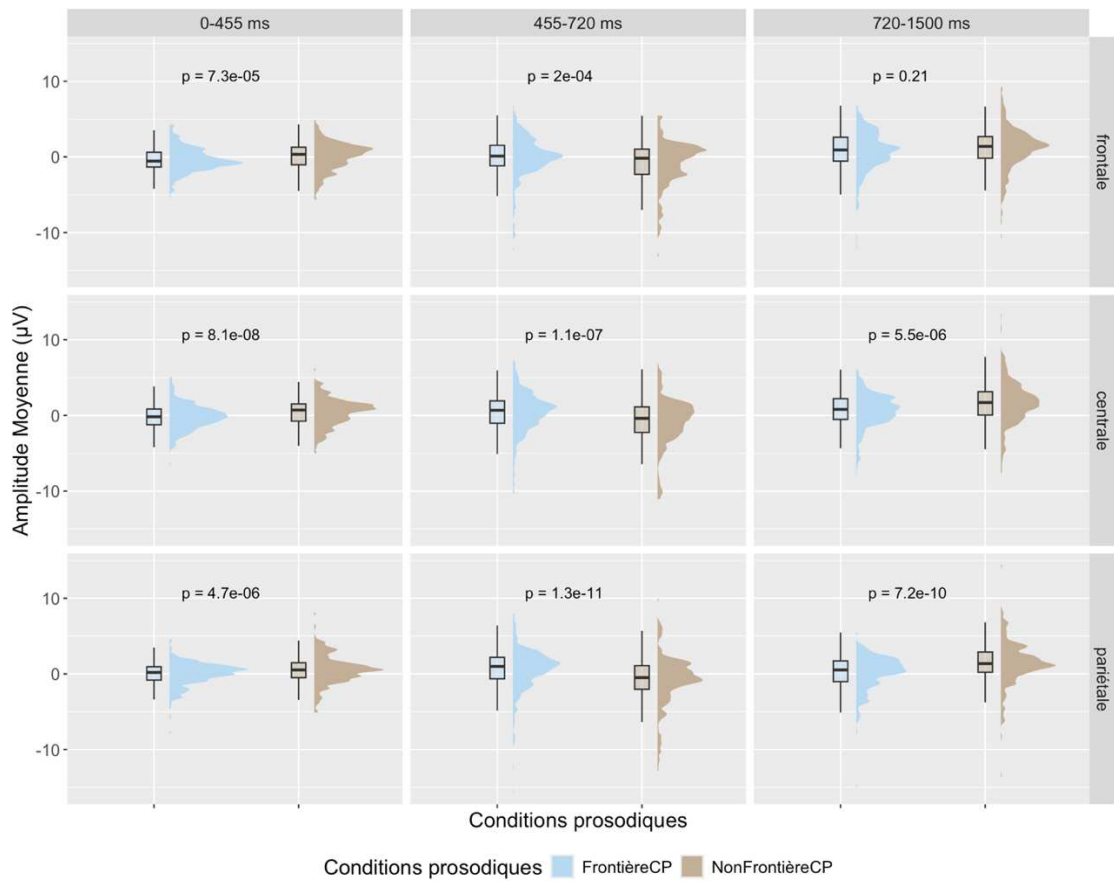 0-455 ms
455-720 ms
720-1500 ms
p = 7.3e-05
p = 2e-04
p = 0.21
10
0
-10
frontale
p = 8.1e-08
p = 1.1e-07
p = 5.5e-06
10
0
-10
centrale
p = 4.7e-06
p = 1.3e-11
p = 7.2e-10
10
0
-10
pariétale
Amplitude Moyenne (µV)
Conditions prosodiques
Conditions prosodiques FrontièreCP NonFrontièreCP